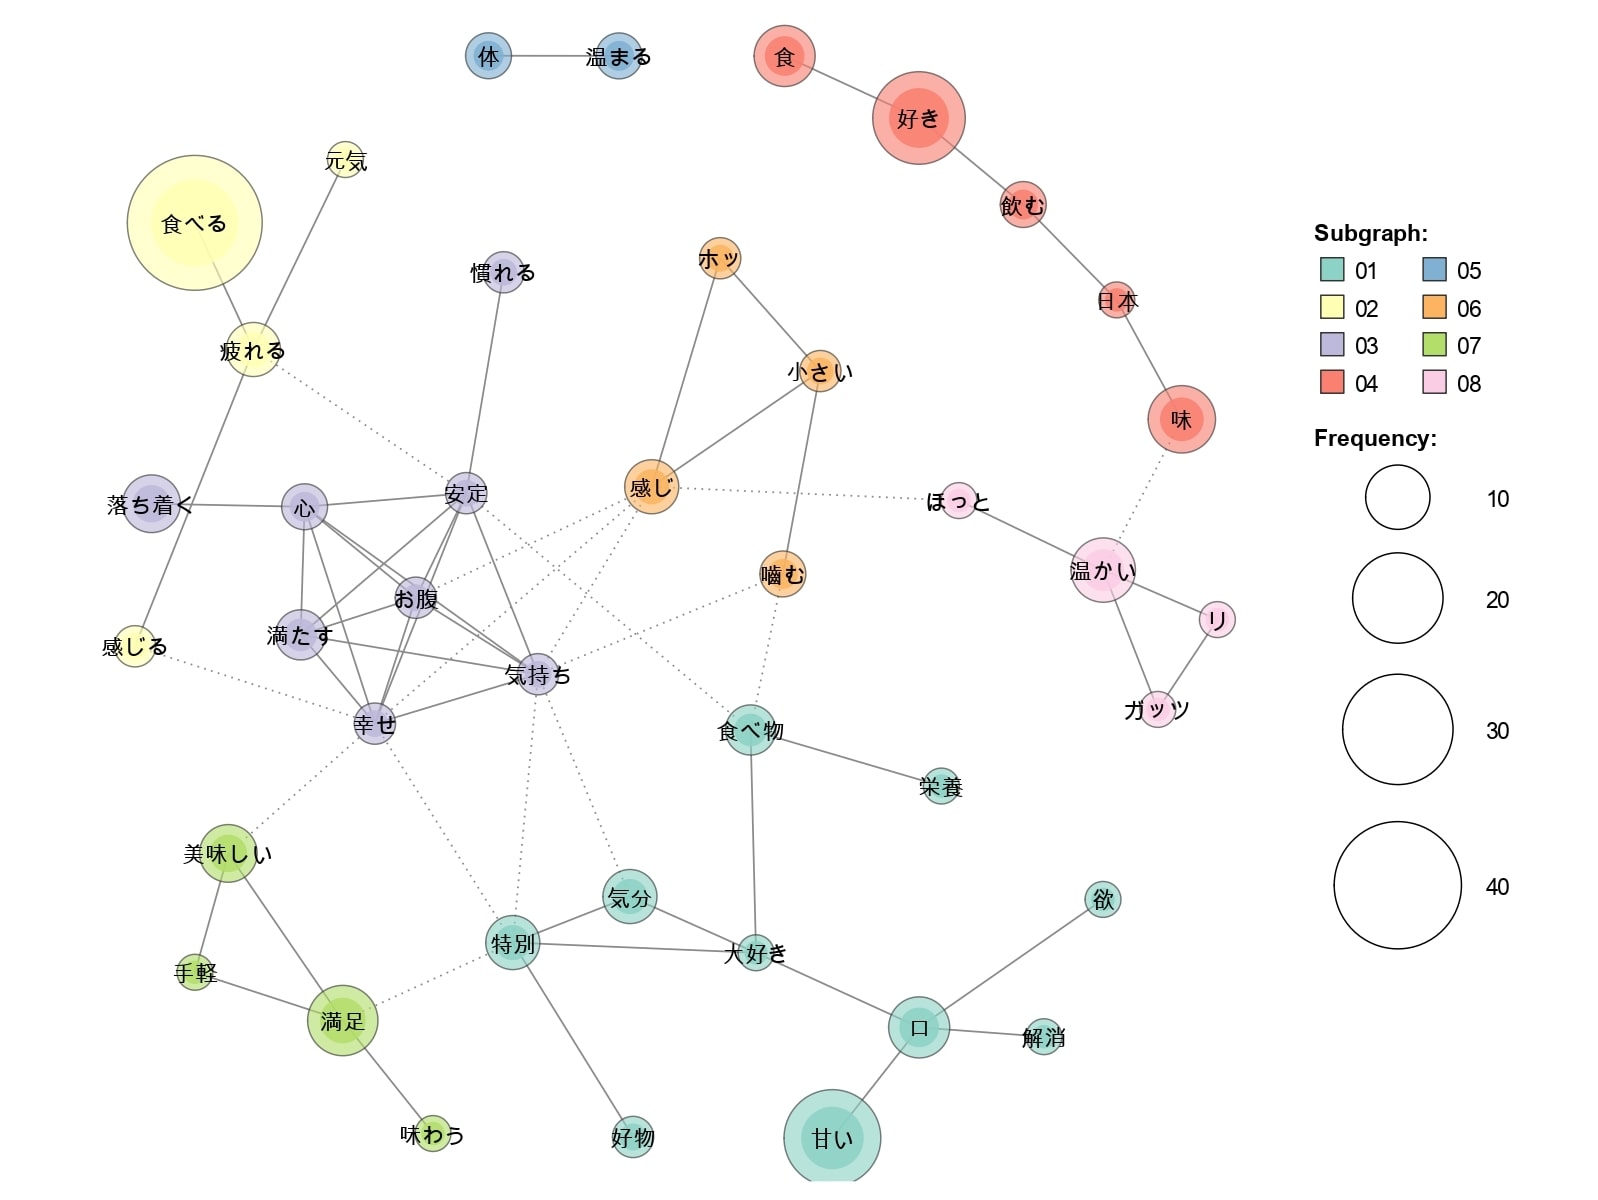 体
温まる
食
好き
元気
食べる
飲む
慣れる
ホッ
日本
疲れる
小さい
味
落ち着く
心
安定
感じ
ほっと
嚙む
温かい
お腹
リ
満たす
感じる
気持ち
ガッツ
幸せ
食べ物
栄養
美味しい
気分
欲
特別
大好き
手軽
満足
口
解消
味わう
好物
甘い
Subgraph:
01 05
02 06
03 07
04 08
Frequency:
10
20
30
40